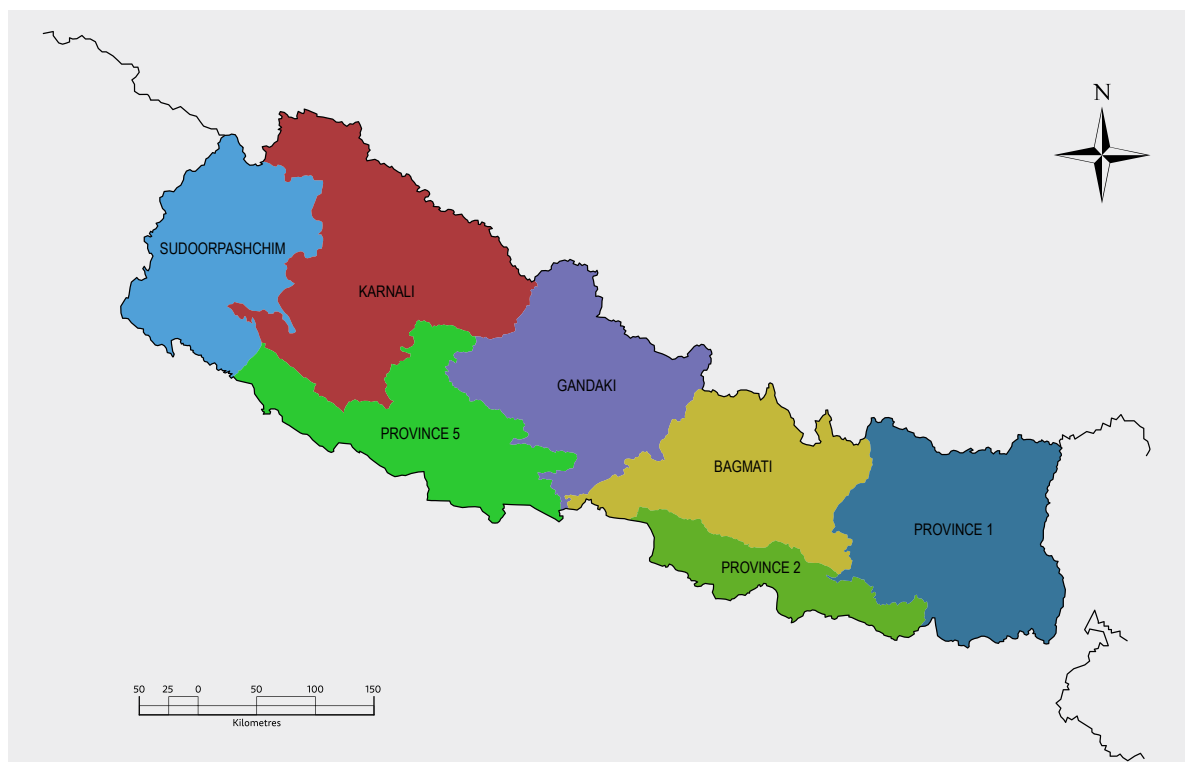 N
SUDOORPASHCHIM
KARNALI
GANDAKI
PROVINCE 5
BAGMATI
PROVINCE 1
PROVINCE 2
50 25 0 50 100 150
Kilometres